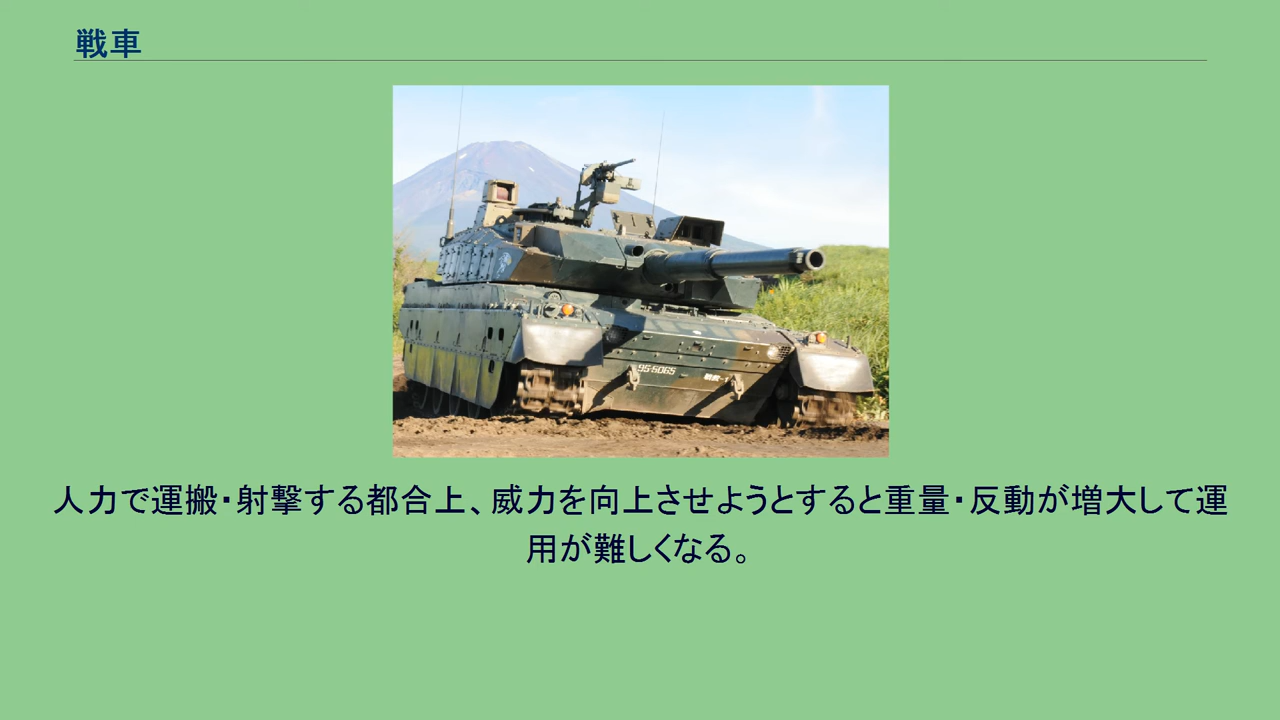 戦車
95-5065
人力で運搬・射撃する都合上、威力を向上させようとすると重量・反動が増大して運
用が難しくなる。